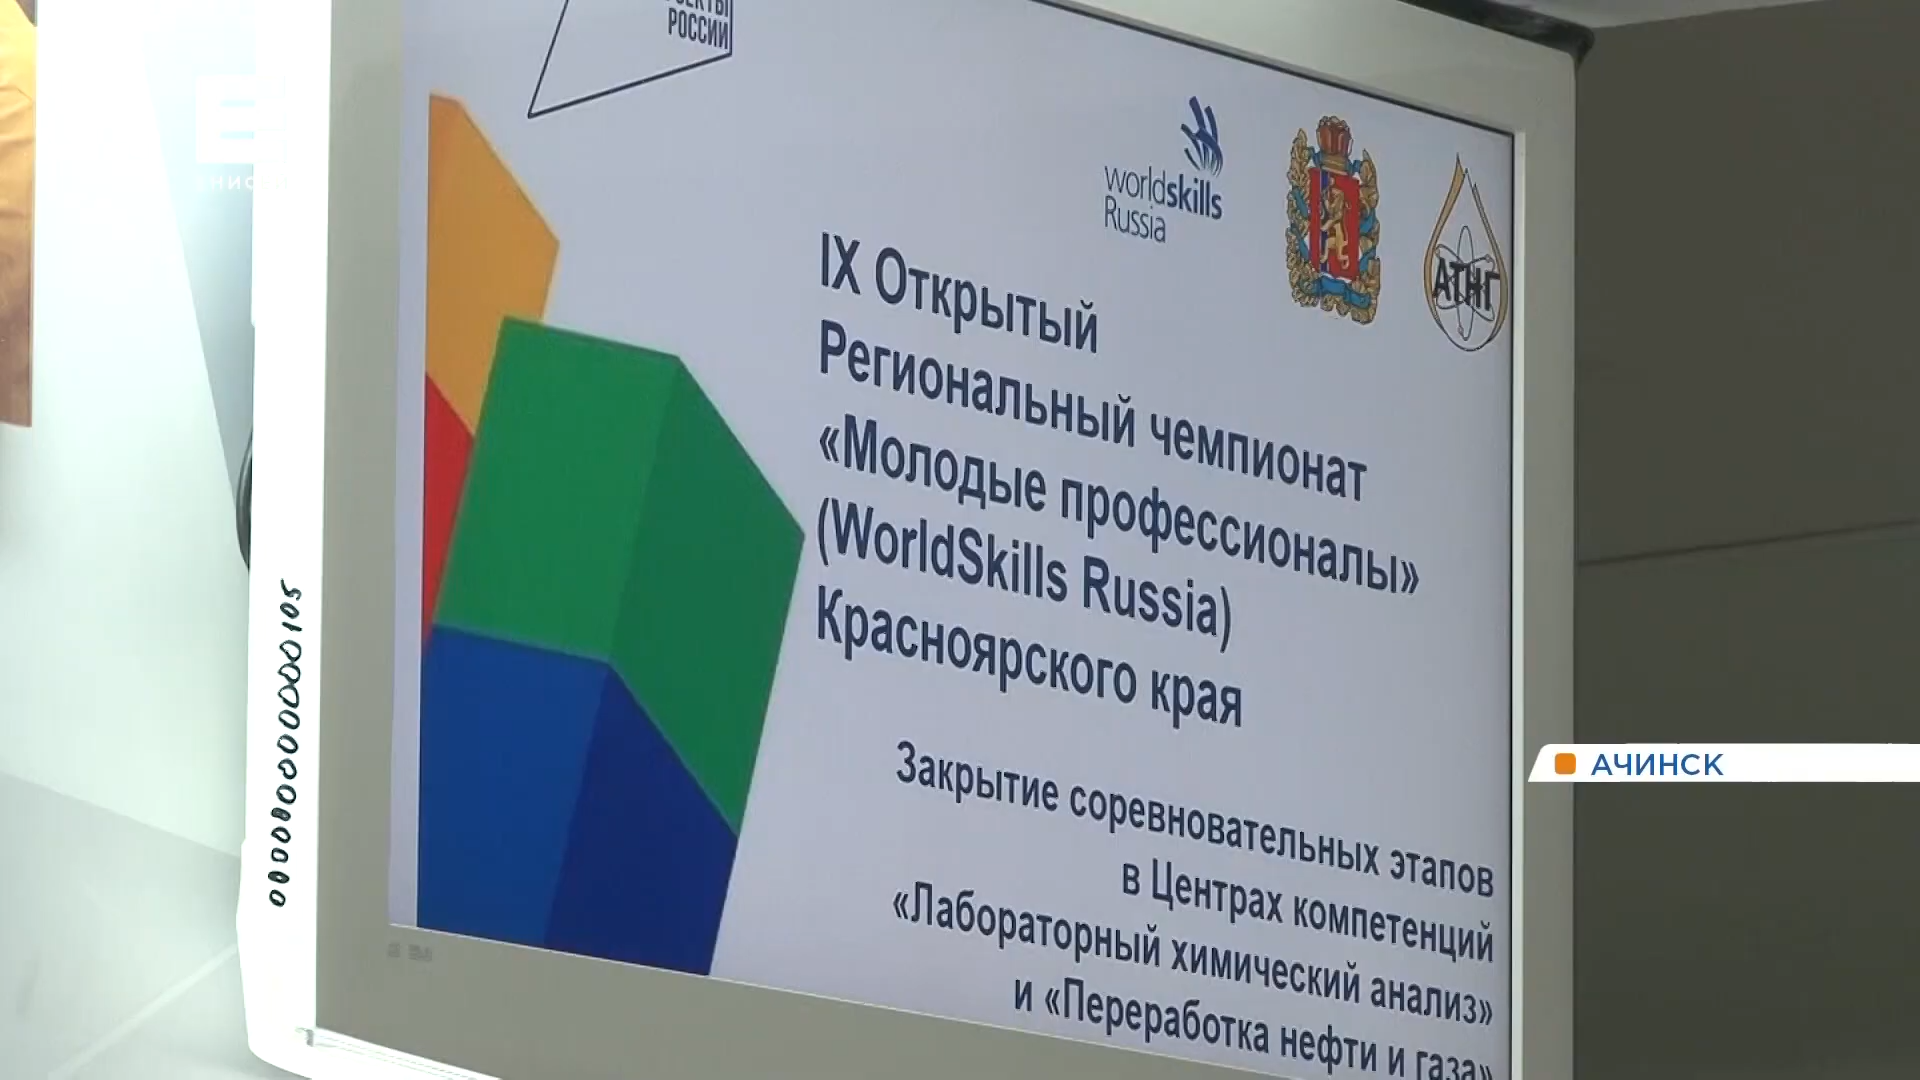 РОССИИ
worldskills
Russia
АТНГ
IX Открытый
Региональный чемпионат
«Молодые профессионалы»
(WorldSkills Russia)
Красноярского края
Закрытие соревновательных этапов
в Центрах компетенций
«Лабораторный химический анализ»
и «Переработка нефти и газа»
АЧИНСК